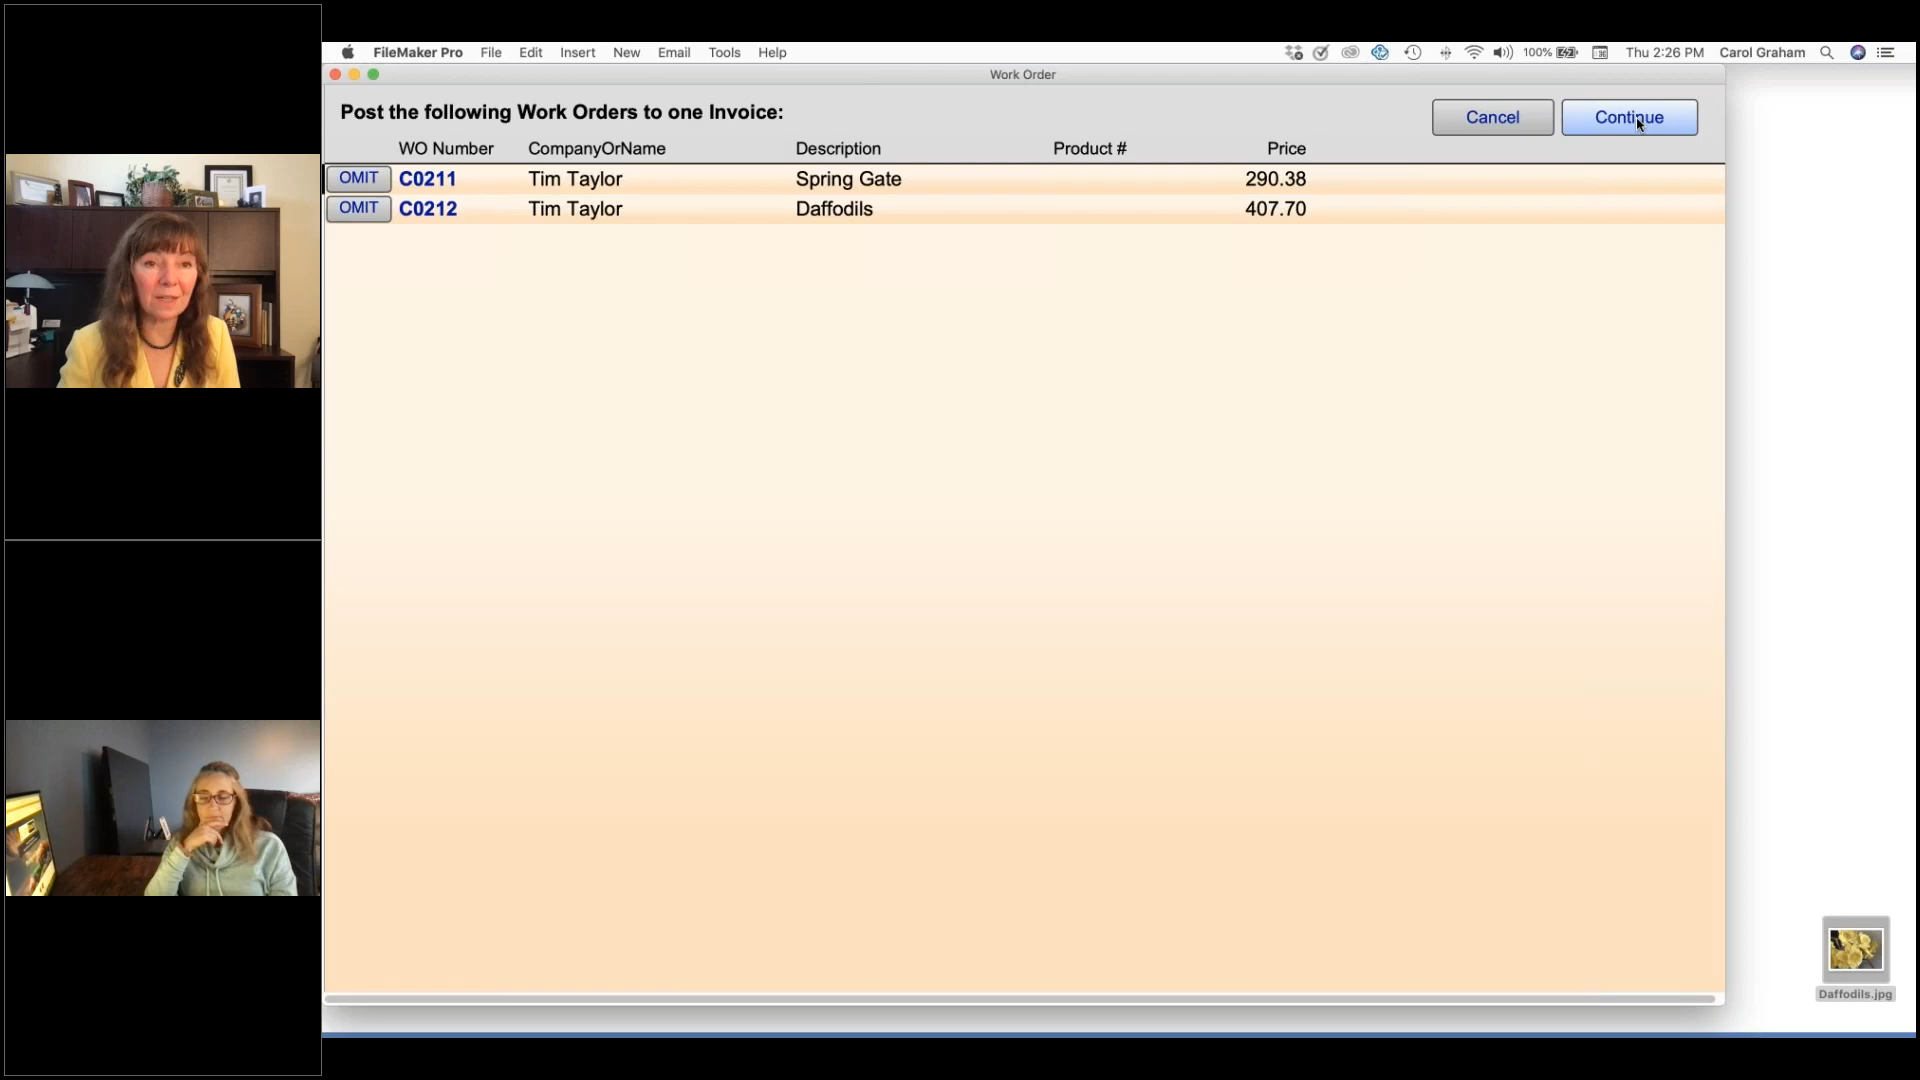 FileMaker Pro File Edit Insert New Email Tools Help 100% Thu 2:26 PM Carol Graham
Work Order
Post the following Work Orders to one Invoice:
Cancel Continue
WO Number CompanyOrName Description Product # Price
OMIT C0211 Tim Taylor Spring Gate 290.38
OMIT C0212 Tim Taylor Daffodils 407.70
Daffodils.jpg